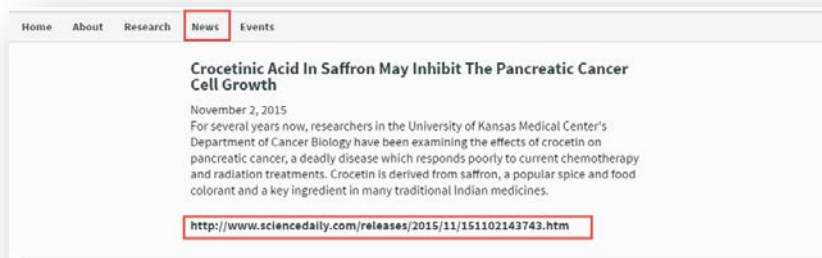 Home About Research News Events
Crocetinic Acid In Saffron May Inhibit The Pancreatic Cancer
Cell Growth
November 2, 2015
For several years now, researchers in the University of Kansas Medical Center's
Department of Cancer Biology have been examining the effects of crocetin on
pancreatic cancer, a deadly disease which responds poorly to current chemotherapy
and radiation treatments. Crocetin is derived from saffron, a popular spice and food
colorant and a key ingredient in many traditional Indian medicines.
http://www.sciencedaily.com/releases/2015/11/151102143743.htm